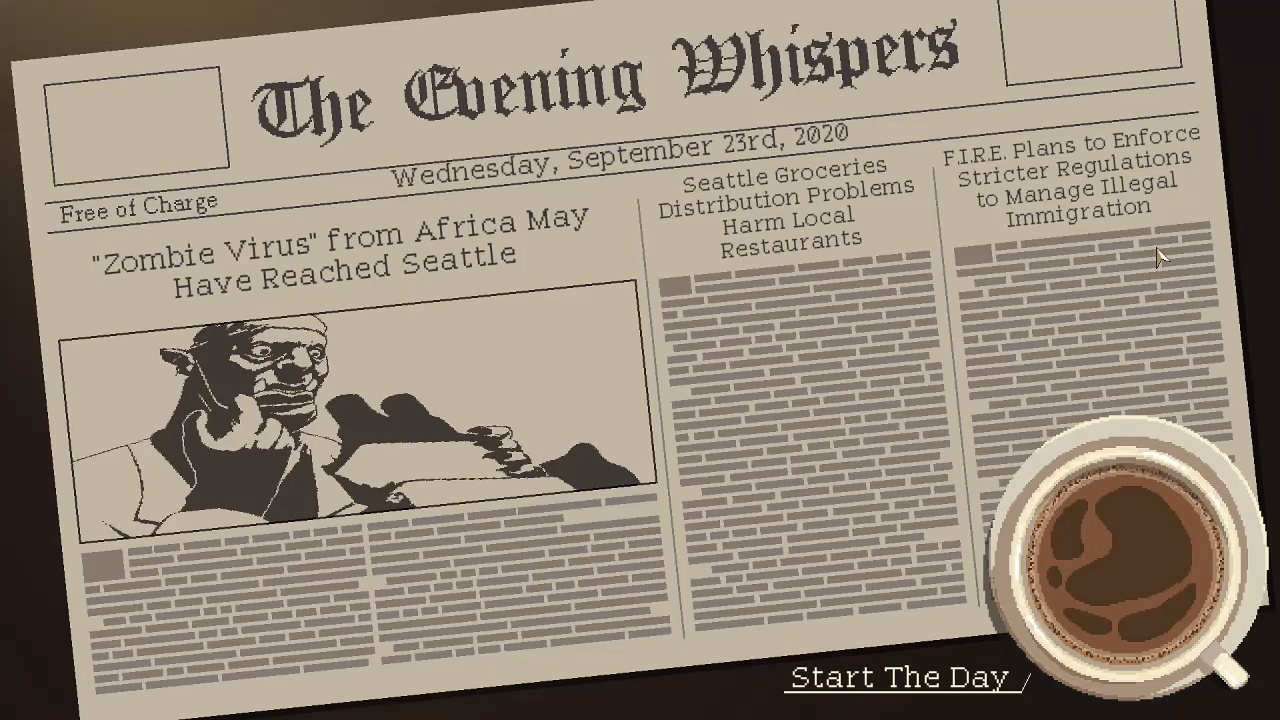 The Evening Whispers
Wednesday, September 23rd, 2020
Free of Charge
"Zombie Virus" from Africa May
Have Reached Seattle
Seattle Groceries
Distribution Problems
Harm Local
Restaurants
F.I.R.E. Plans to Enforce
Stricter Regulations
to Manage Illegal
Immigration
Start The Day